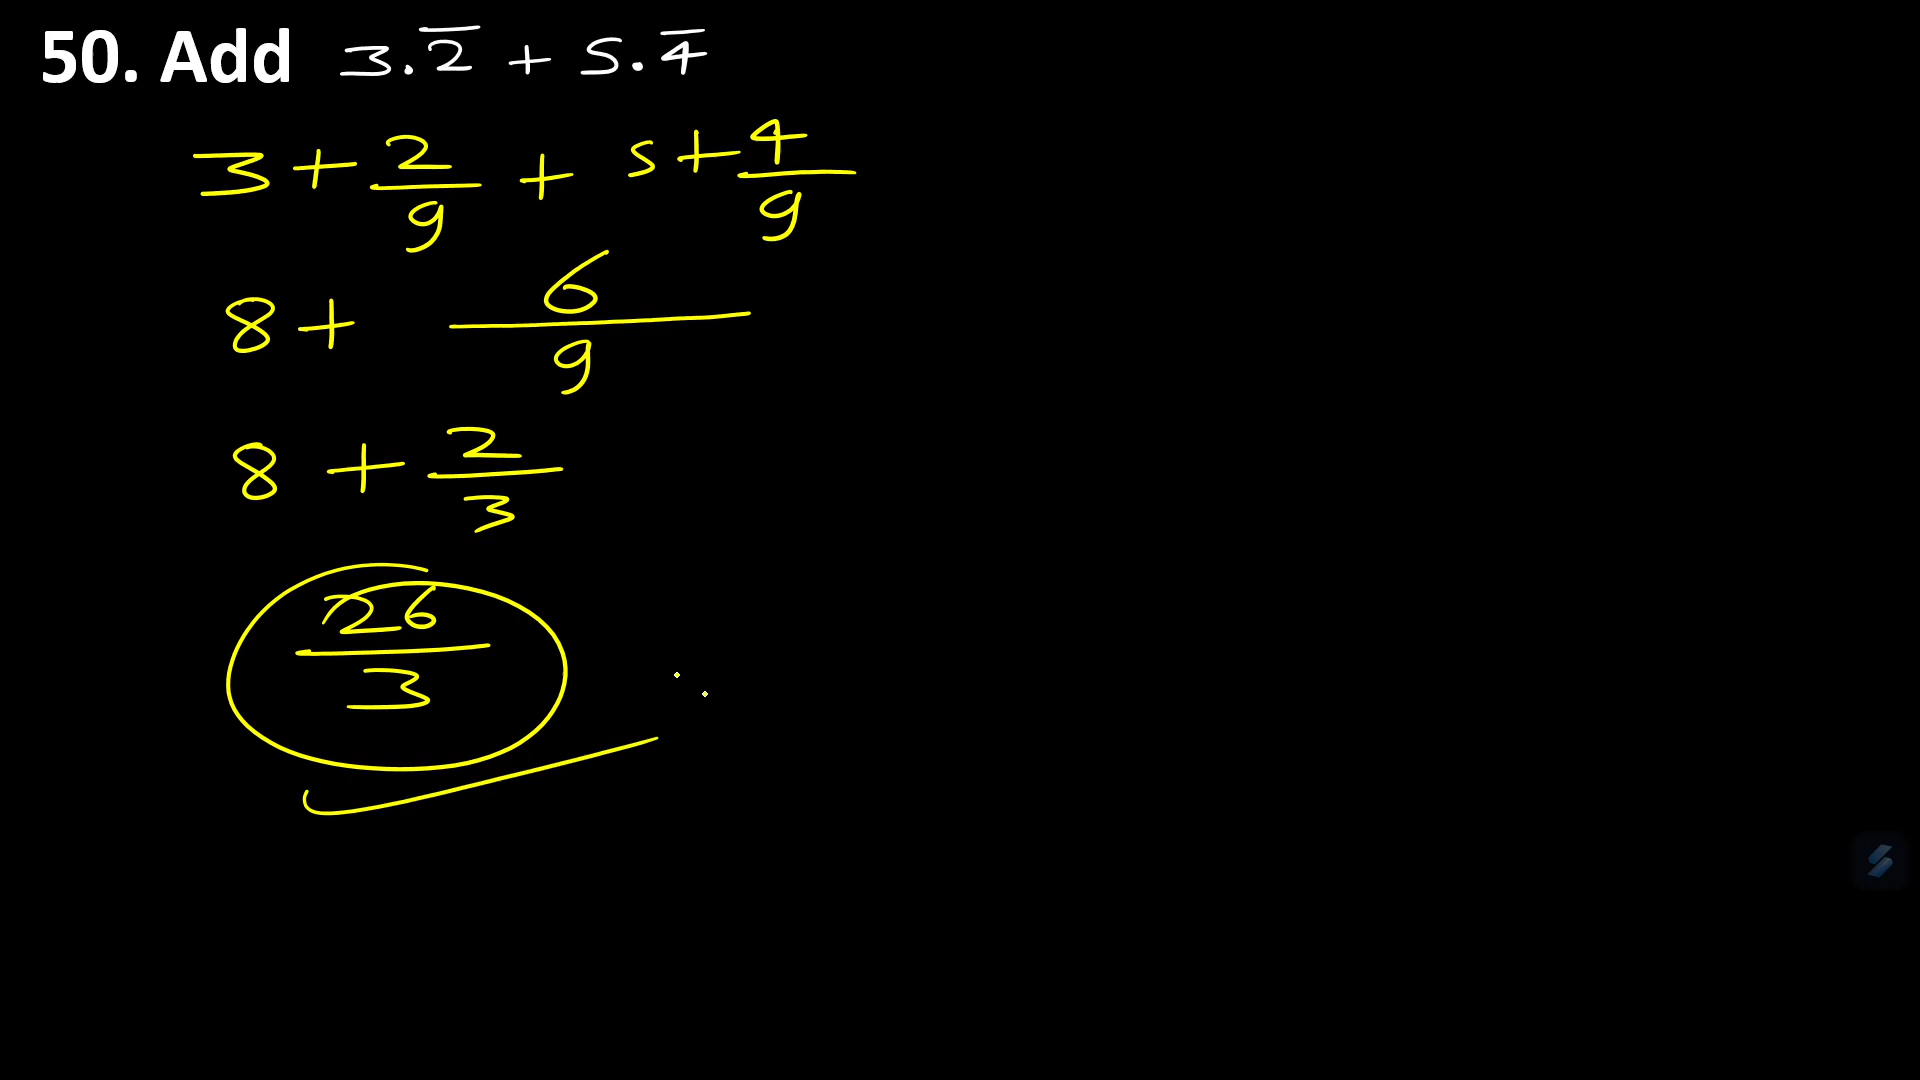 50. Add 3.2̅ + 5.4̅
3 + 2/9 + 5 + 4/9
8 + 6/9
8 + 2/3
26/3